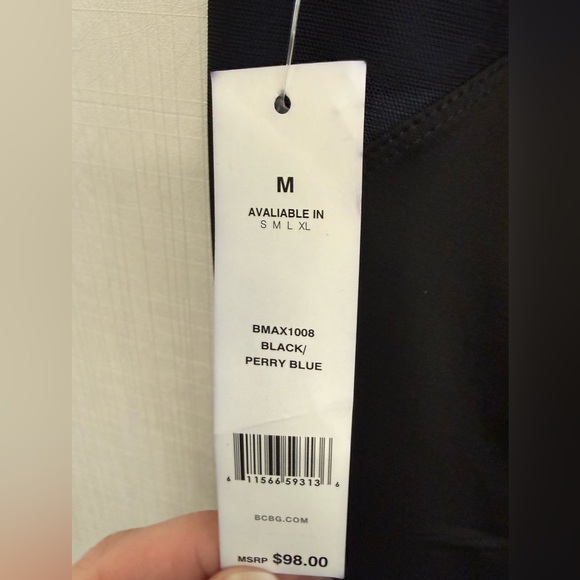 M
AVALIABLE IN
S M L XL
BMAX1008
BLACK/
PERRY BLUE
6 11566 59313 6
BCBG.COM
MSRP $98.00